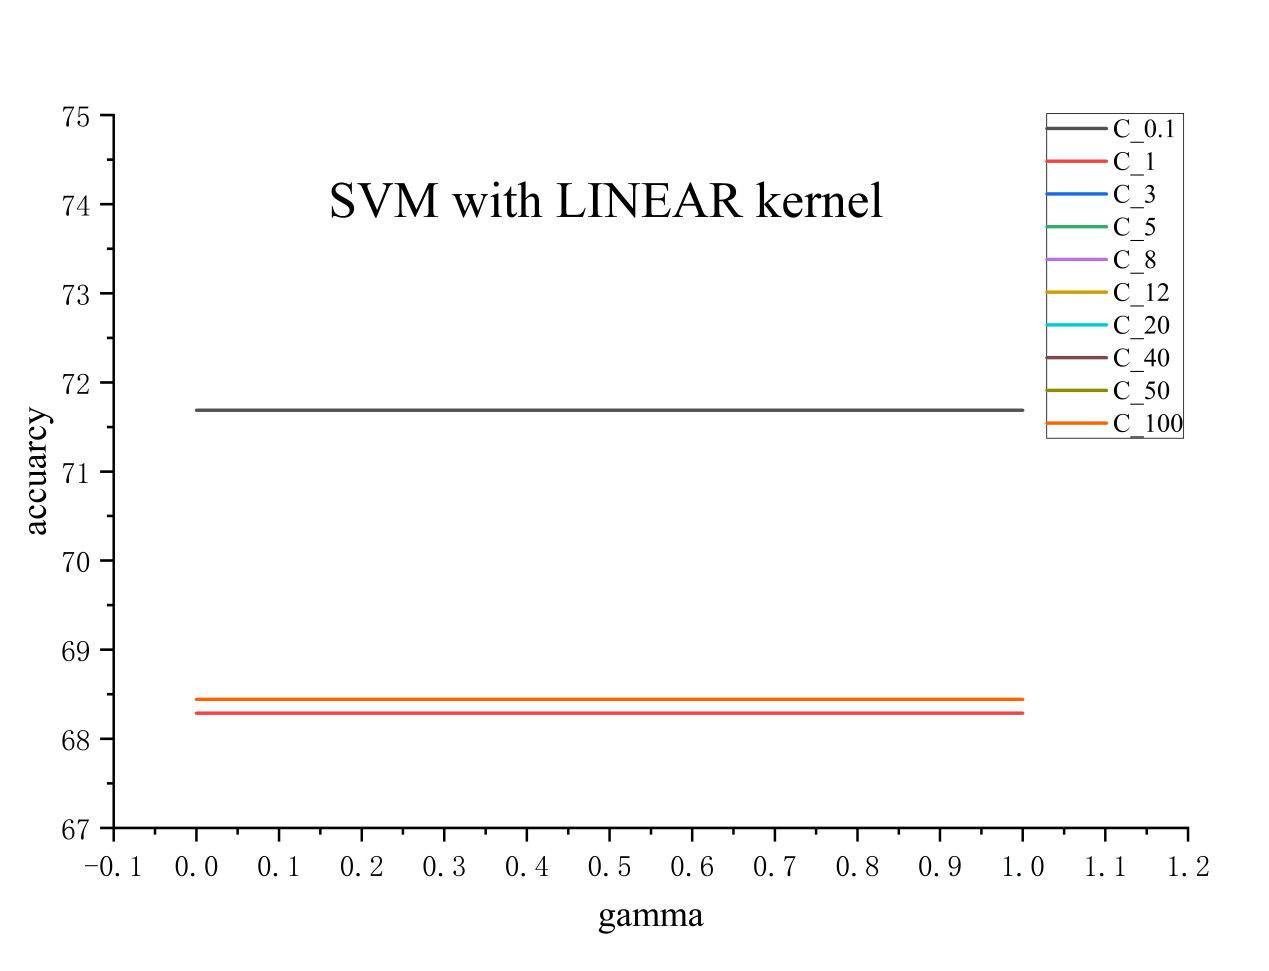 SVM with LINEAR kernel
C_0.1
C_1
C_3
C_5
C_8
C_12
C_20
C_40
C_50
C_100
accuarcy
75
74
73
72
71
70
69
68
67
-0.1 0.0 0.1 0.2 0.3 0.4 0.5 0.6 0.7 0.8 0.9 1.0 1.1 1.2
gamma